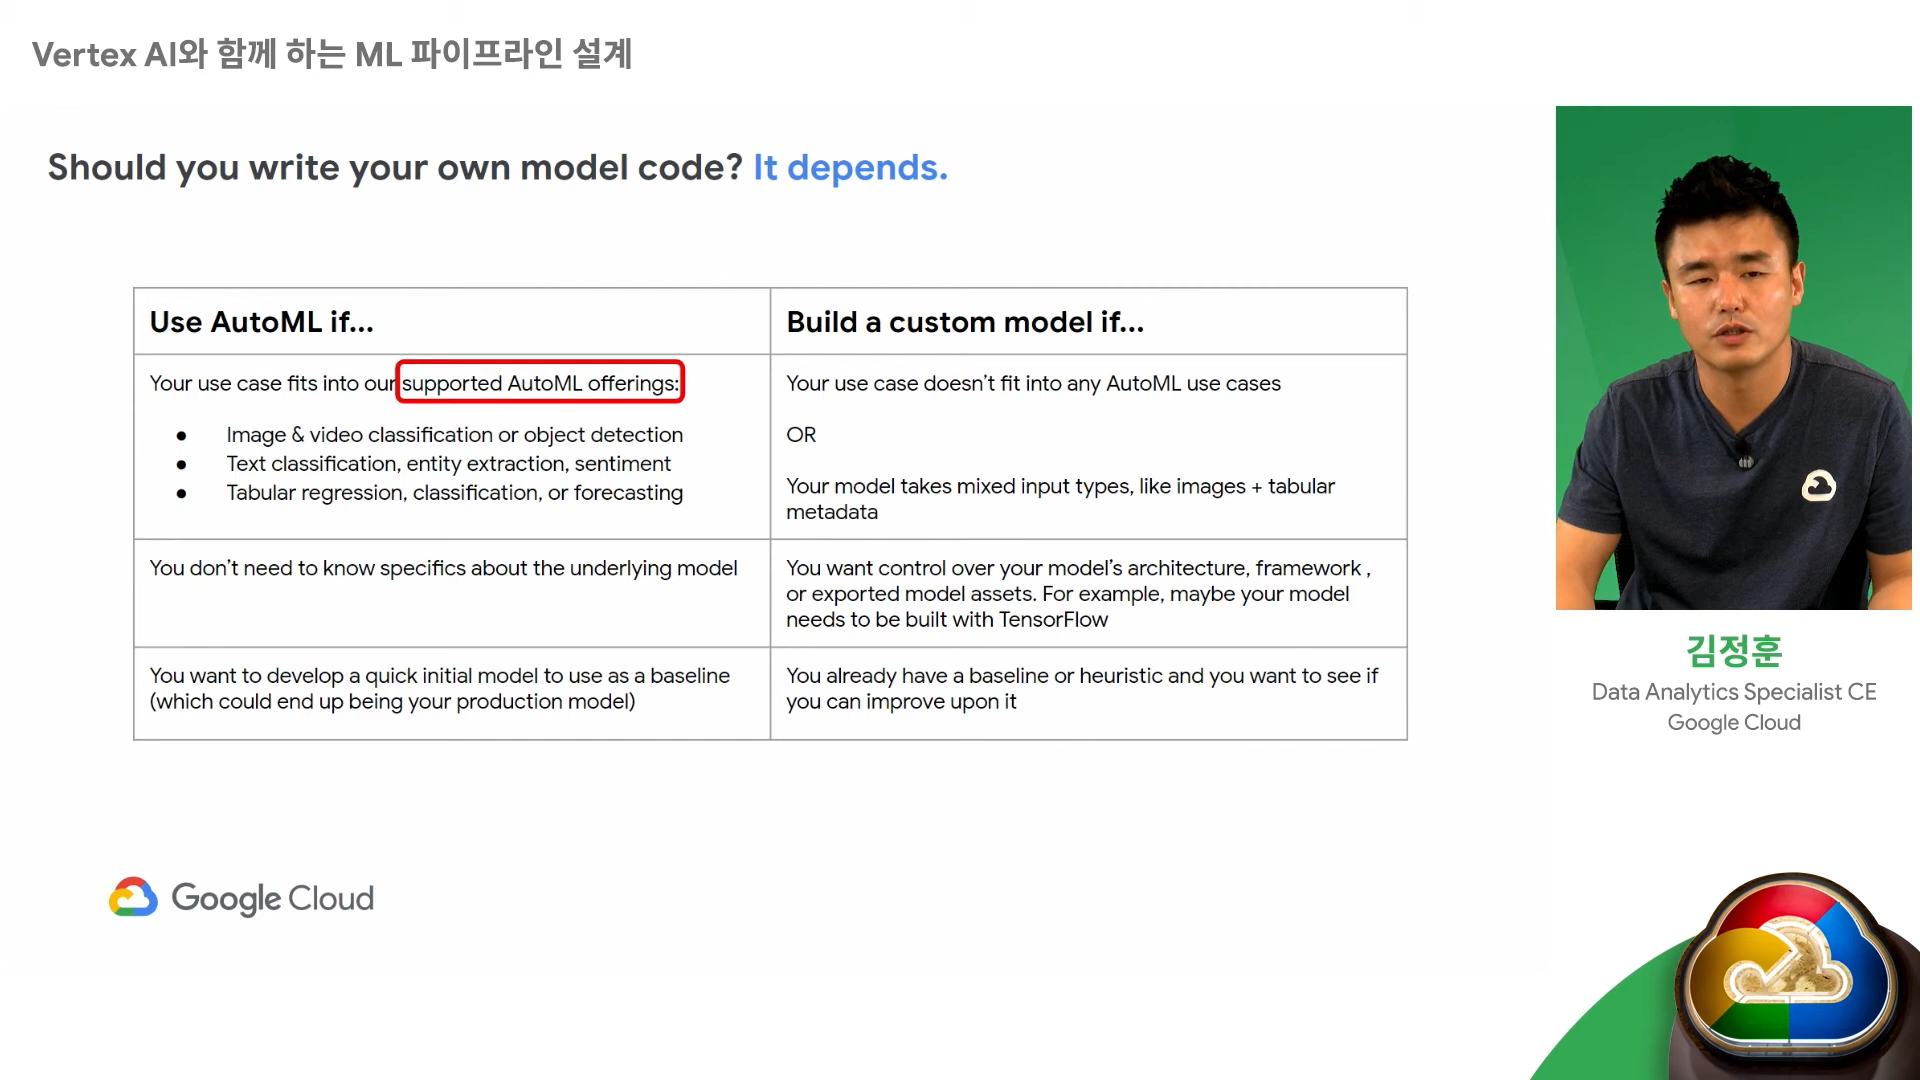 Vertex AI와 함께 하는 ML 파이프라인 설계
Should you write your own model code? It depends.
Use AutoML if...
Build a custom model if...
Your use case fits into our supported AutoML offerings:
● Image & video classification or object detection
● Text classification, entity extraction, sentiment
● Tabular regression, classification, or forecasting
Your use case doesn’t fit into any AutoML use cases
OR
Your model takes mixed input types, like images + tabular
metadata
You don’t need to know specifics about the underlying model
You want control over your model’s architecture, framework ,
or exported model assets. For example, maybe your model
needs to be built with TensorFlow
You want to develop a quick initial model to use as a baseline
(which could end up being your production model)
You already have a baseline or heuristic and you want to see if
you can improve upon it
김정훈
Data Analytics Specialist CE
Google Cloud
Google Cloud